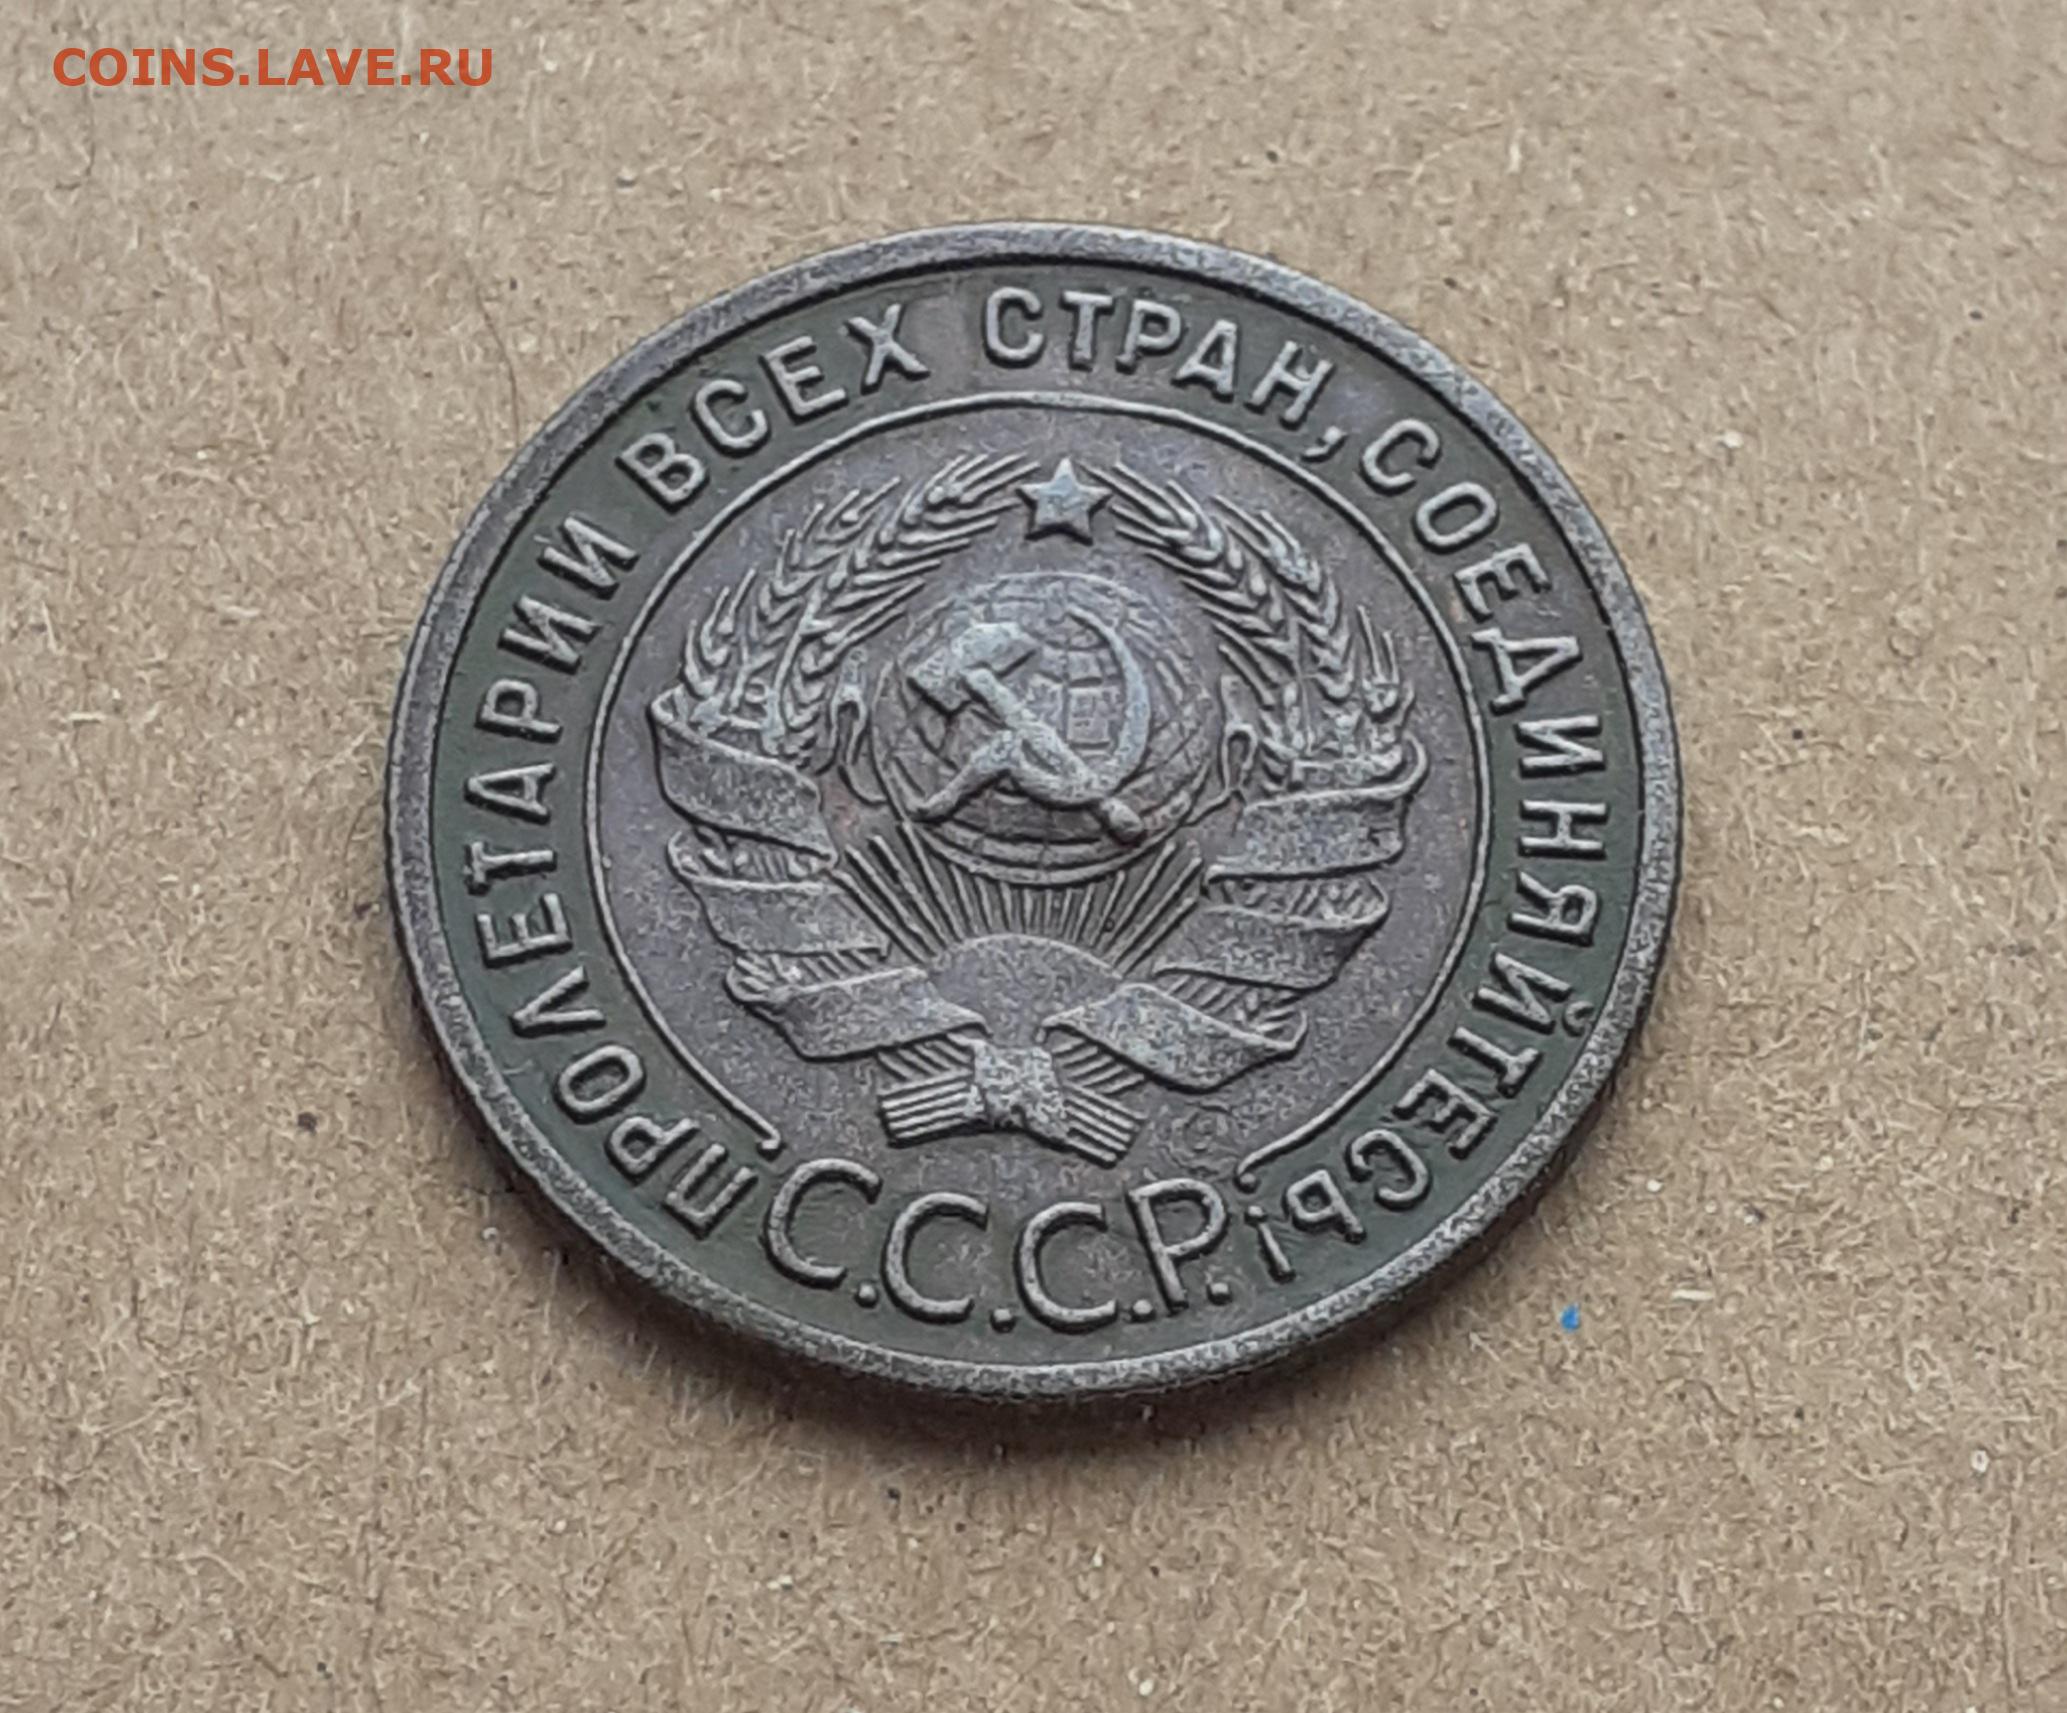 COINS.LAVE.RU
ПРОЛЕТАРИИ ВСЕХ СТРАН, СОЕДИНЯЙТЕСЬ!
С.С.С.Р.